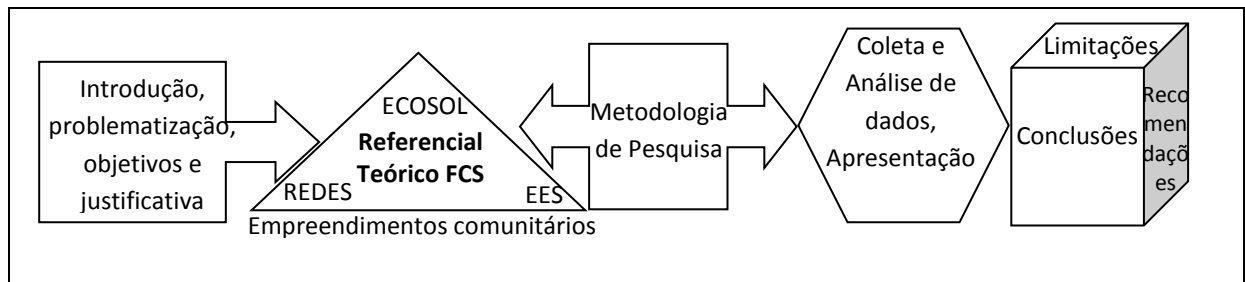 Introdução,
problematização,
objetivos e
justificativa
ECOSOL
Referencial
Teórico FCS
REDES
EES
Empreendimentos comunitários
Metodologia
de Pesquisa
Coleta e
Análise de
dados,
Apresentação
Limitações
Conclusões
Reco
men
daçõ
es